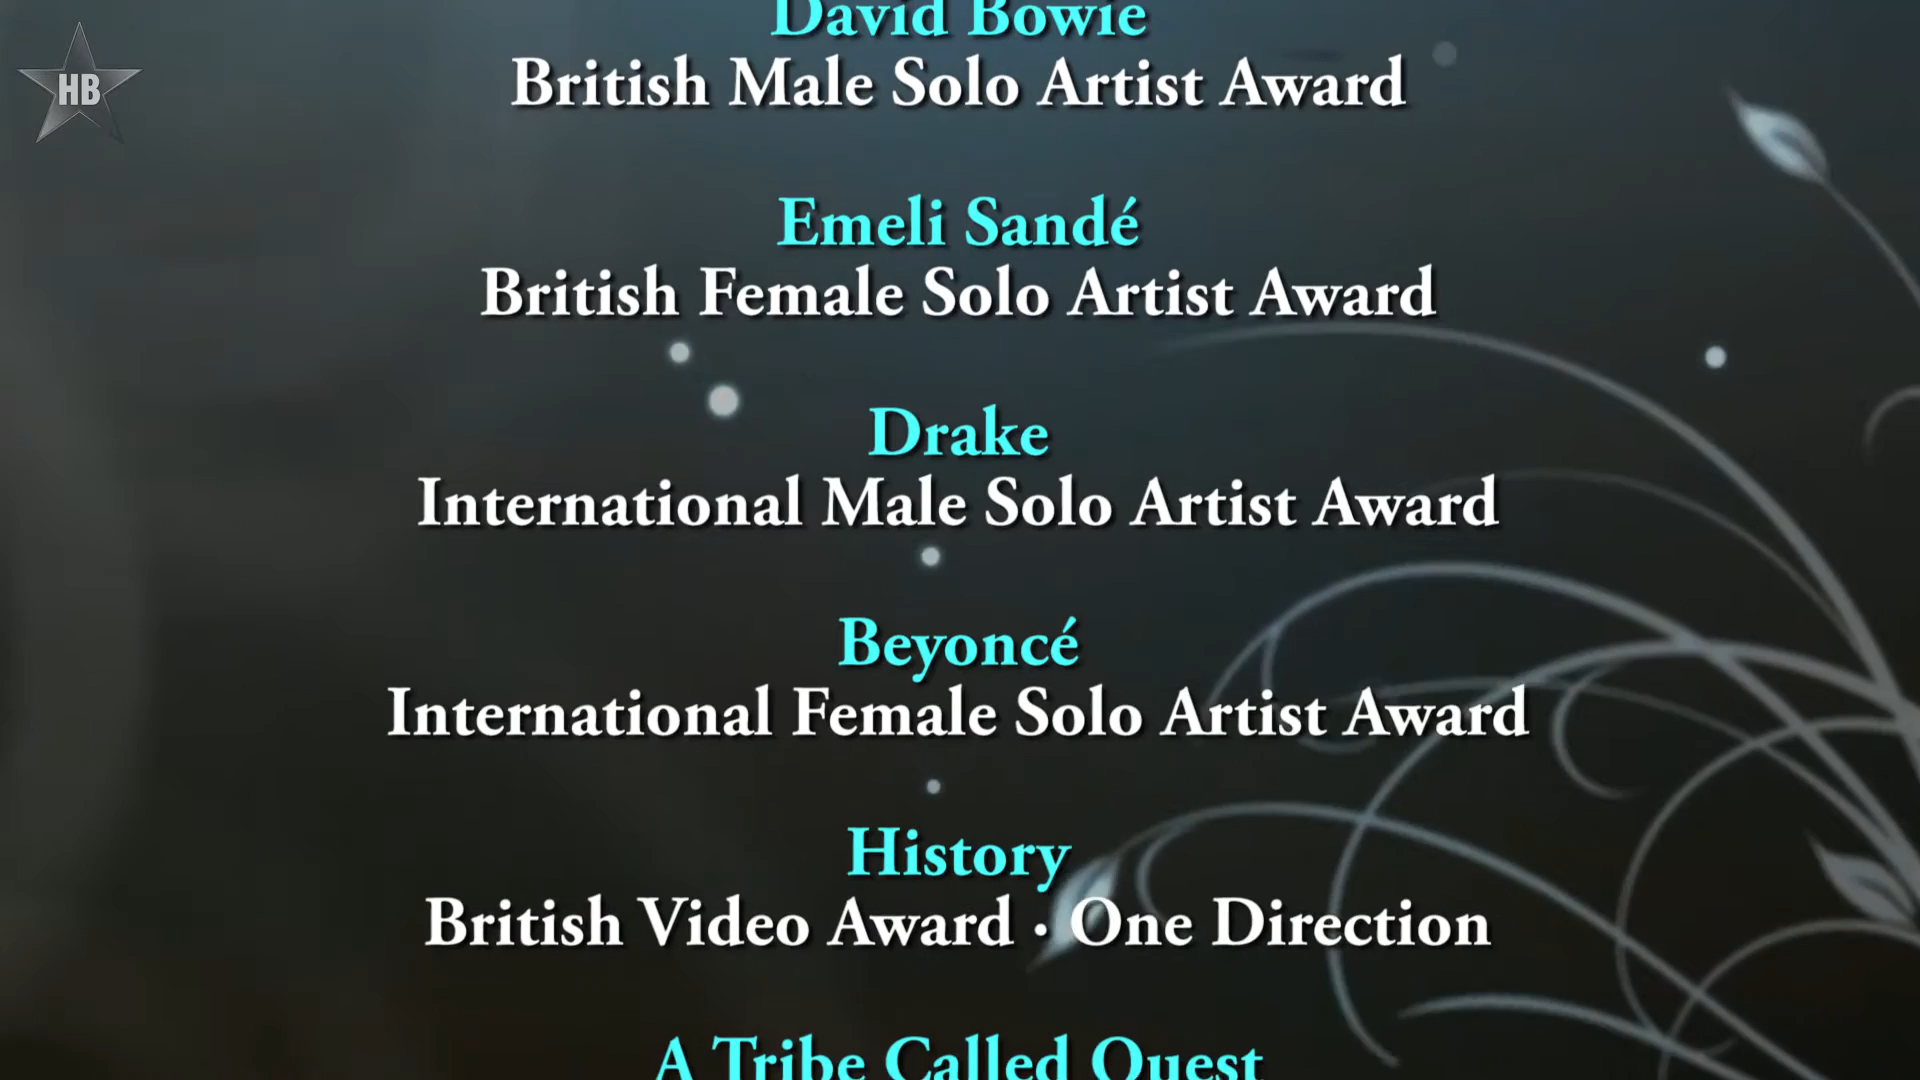 HB
David Bowie
British Male Solo Artist Award
Emeli Sandé
British Female Solo Artist Award
Drake
International Male Solo Artist Award
Beyoncé
International Female Solo Artist Award
History
British Video Award · One Direction
A Tribe Called Quest